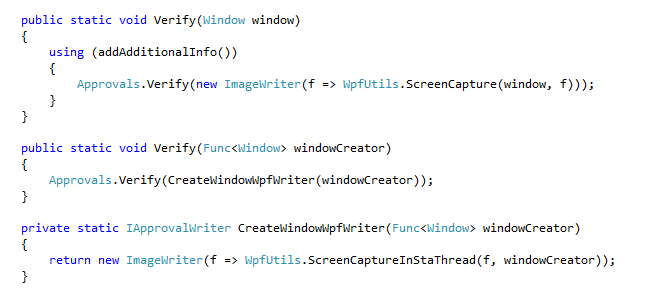 public static void Verify(Window window)
{
    using (addAdditionalInfo())
    {
        Approvals.Verify(new ImageWriter(f => WpfUtils.ScreenCapture(window, f)));
    }
}

public static void Verify(Func<Window> windowCreator)
{
    Approvals.Verify(CreateWindowWpfWriter(windowCreator));
}

private static IApprovalWriter CreateWindowWpfWriter(Func<Window> windowCreator)
{
    return new ImageWriter(f => WpfUtils.ScreenCaptureInStaThread(f, windowCreator));
}